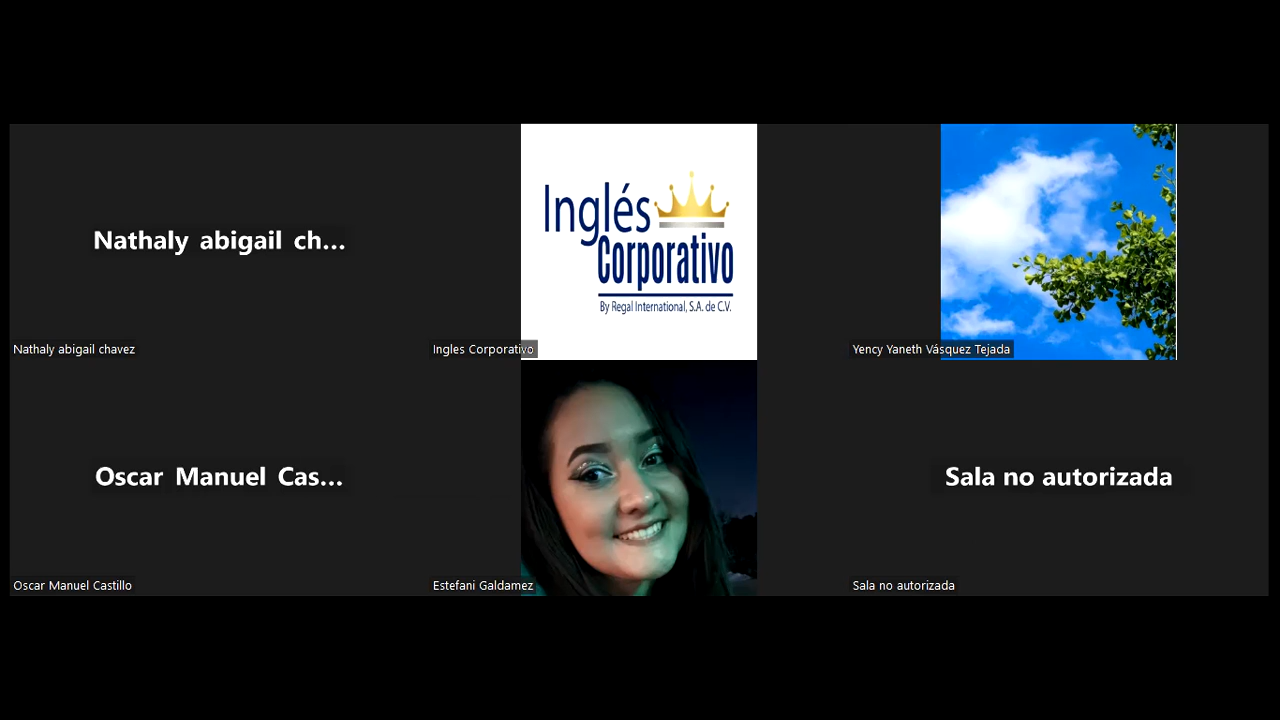 Nathaly abigail ch...
Nathaly abigail chavez
Inglés
Corporativo
By Regal International, S.A. de C.V.
Ingles Corporativo
Yency Yaneth Vásquez Tejada
Oscar Manuel Cas...
Oscar Manuel Castillo
Estefani Galdamez
Sala no autorizada
Sala no autorizada